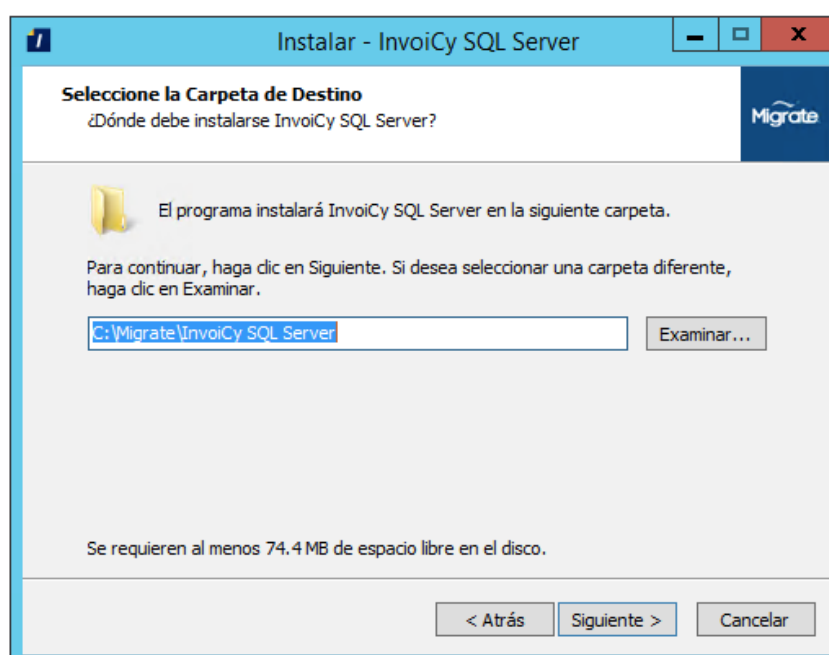 Instalar - InvoiCy SQL Server
Seleccione la Carpeta de Destino
¿Dónde debe instalarse InvoiCy SQL Server?
Migrate
El programa instalará InvoiCy SQL Server en la siguiente carpeta.
Para continuar, haga clic en Siguiente. Si desea seleccionar una carpeta diferente,
haga clic en Examinar.
C:\Migrate\InvoiCy SQL Server
Examinar...
Se requieren al menos 74.4 MB de espacio libre en el disco.
< Atrás
Siguiente >
Cancelar